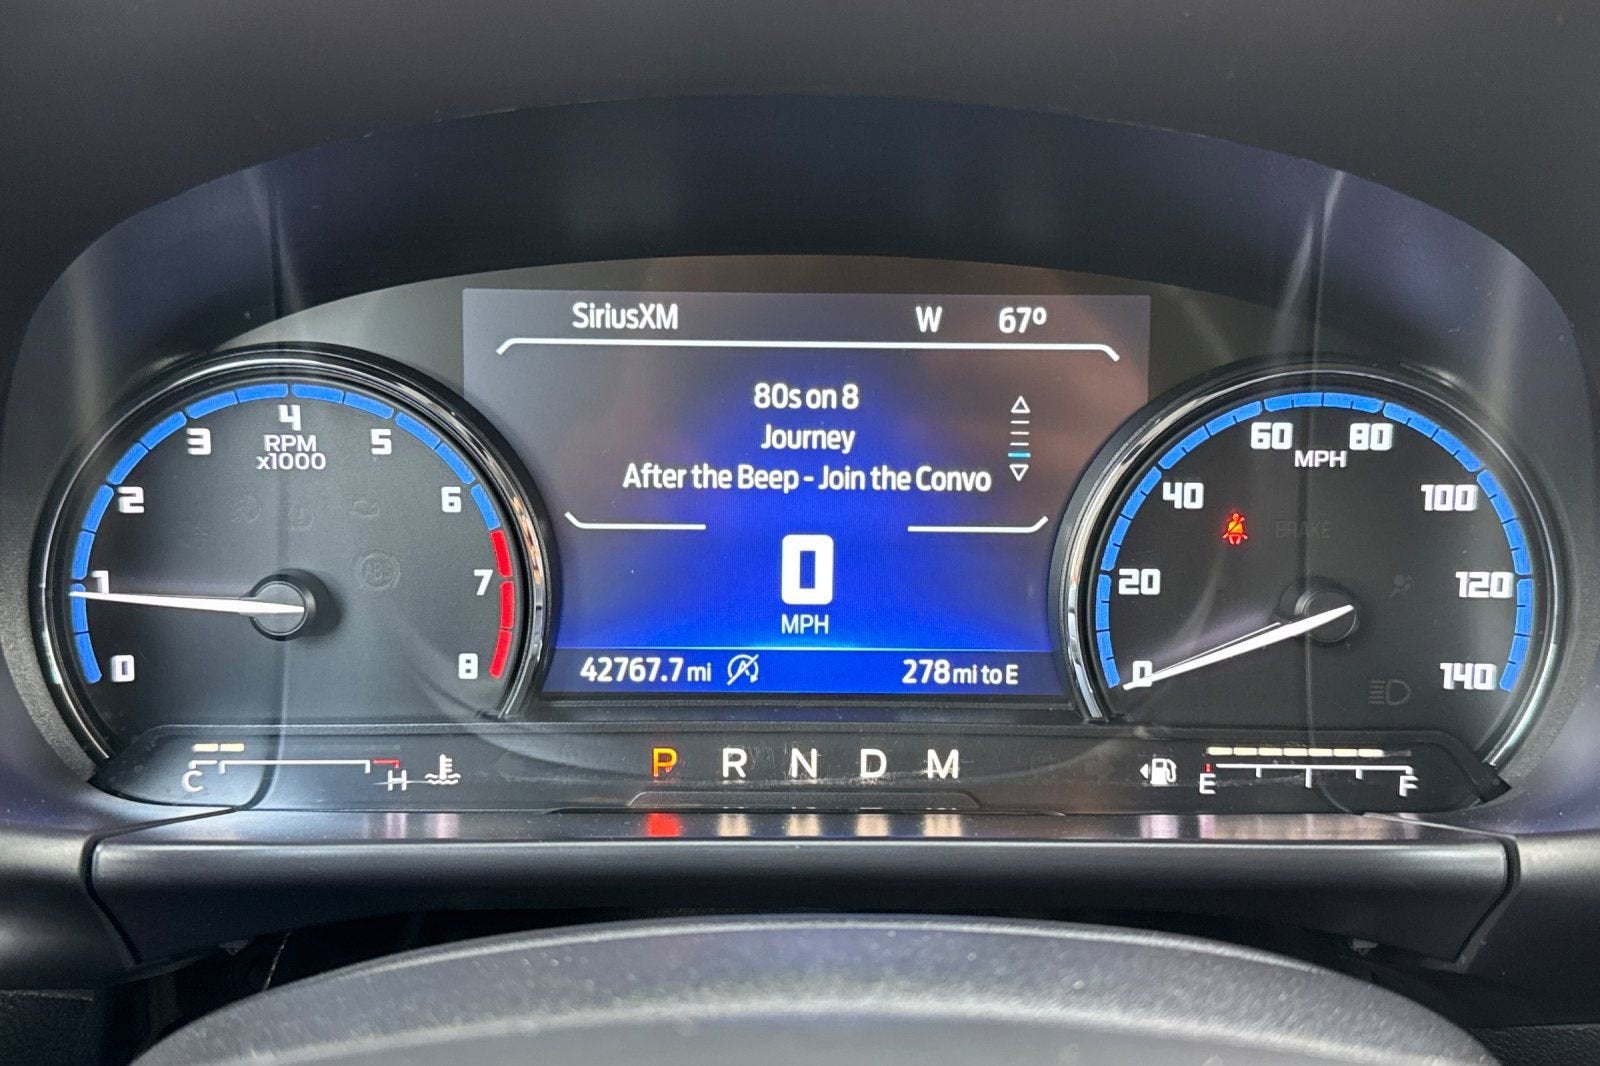 SiriusXM W 67º
80s on 8
Journey
After the Beep - Join the Convo
0
MPH
42767.7 mi 278 mi to E
0 1 2 3 4 5 6 7 8
RPM
x1000
0 20 40 60 80 100 120 140
MPH
BRAKE
ABS
C H
P R N D M
E F